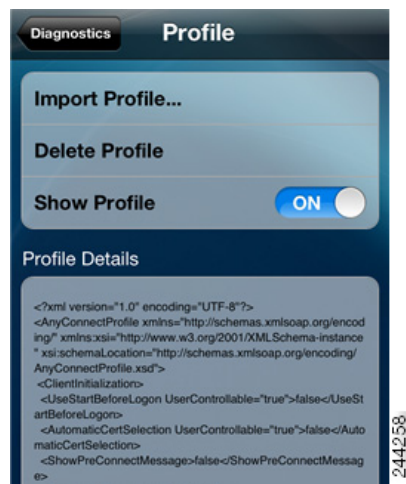 Diagnostics
Profile
Import Profile...
Delete Profile
Show Profile
ON
Profile Details
<?xml version="1.0" encoding="UTF-8"?>
<AnyConnectProfile xmlns="http://schemas.xmlsoap.org/encod
ing/" xmlns:xsi="http://www.w3.org/2001/XMLSchema-instance
" xsi:schemaLocation="http://schemas.xmlsoap.org/encoding/
AnyConnectProfile.xsd">
<ClientInitialization>
<UseStartBeforeLogon UserControllable="true">false</UseSt
artBeforeLogon>
<AutomaticCertSelection UserControllable="true">false</Auto
maticCertSelection>
<ShowPreConnectMessage>false</ShowPreConnectMessag
e>
244258